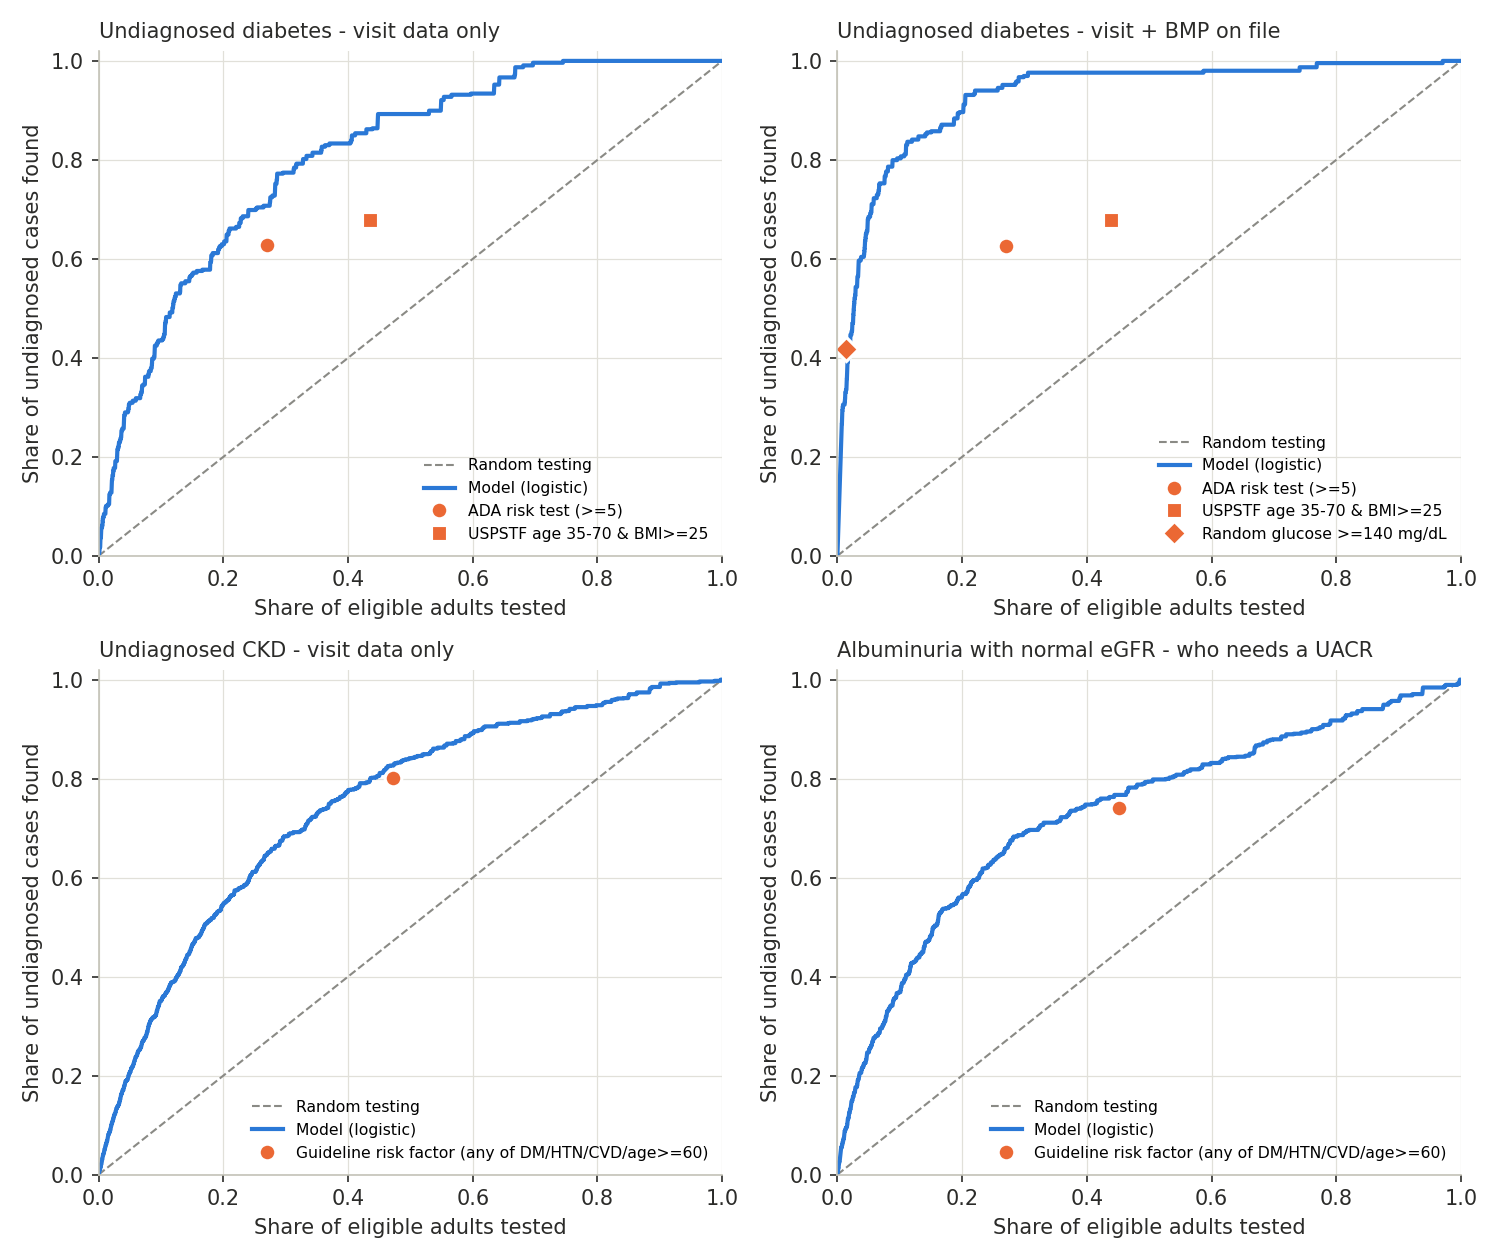 Undiagnosed diabetes - visit data only
Share of undiagnosed cases found
1.0
0.8
0.6
0.4
0.2
0.0
Random testing
Model (logistic)
ADA risk test (>=5)
USPSTF age 35-70 & BMI>=25
0.0 0.2 0.4 0.6 0.8 1.0
Share of eligible adults tested
Undiagnosed diabetes - visit + BMP on file
Share of undiagnosed cases found
1.0
0.8
0.6
0.4
0.2
0.0
Random testing
Model (logistic)
ADA risk test (>=5)
USPSTF age 35-70 & BMI>=25
Random glucose >=140 mg/dL
0.0 0.2 0.4 0.6 0.8 1.0
Share of eligible adults tested
Undiagnosed CKD - visit data only
Share of undiagnosed cases found
1.0
0.8
0.6
0.4
0.2
0.0
Random testing
Model (logistic)
Guideline risk factor (any of DM/HTN/CVD/age>=60)
0.0 0.2 0.4 0.6 0.8 1.0
Share of eligible adults tested
Albuminuria with normal eGFR - who needs a UACR
Share of undiagnosed cases found
1.0
0.8
0.6
0.4
0.2
0.0
Random testing
Model (logistic)
Guideline risk factor (any of DM/HTN/CVD/age>=60)
0.0 0.2 0.4 0.6 0.8 1.0
Share of eligible adults tested